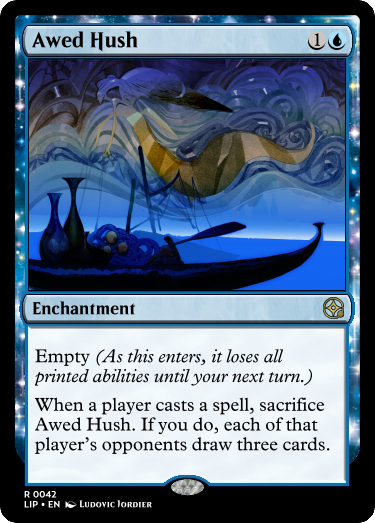 Awed Hush 1
Enchantment
Empty (As this enters, it loses all
printed abilities until your next turn.)
When a player casts a spell, sacrifice
Awed Hush. If you do, each of that
player's opponents draw three cards.
R 0042
LIP • EN Ludovic Jordier